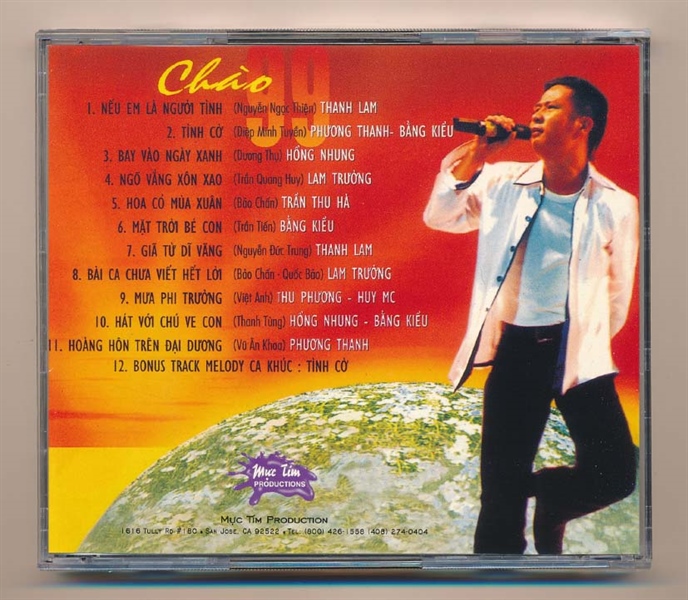 Chào 99
1. NẾU EM LÀ NGƯỜI TÌNH (Nguyễn Ngọc Thiện) THANH LAM
2. TÌNH CỜ (Điệp Minh Tuyền) PHƯƠNG THANH- BẰNG KIỀU
3. BAY VÀO NGÀY XANH (Dương Thụ) HỒNG NHUNG
4. NGÕ VẮNG XÔN XAO (Trần Quang Huy) LAM TRƯỜNG
5. HOA CỎ MÙA XUÂN (Bảo Chấn) TRẦN THU HÀ
6. MẶT TRỜI BÉ CON (Trần Tiến) BẰNG KIỀU
7. GIÃ TỪ DĨ VÃNG (Nguyễn Đức Trung) THANH LAM
8. BÀI CA CHƯA VIẾT HẾT LỜI (Bảo Chấn - Quốc Bảo) LAM TRƯỜNG
9. MƯA PHI TRƯỜNG (Việt Anh) THU PHƯƠNG - HUY MC
10. HÁT VỚI CHÚ VE CON (Thanh Tùng) HỒNG NHUNG - BẰNG KIỀU
11. HOÀNG HÔN TRÊN ĐẠI DƯƠNG (Vũ Ân Khoa) PHƯƠNG THANH
12. BONUS TRACK MELODY CA KHÚC : TÌNH CỜ
Mực Tím
PRODUCTIONS
MỰC TÍM PRODUCTION
1616 TULLY RD #160 • SAN JOSE, CA 92522 • TEL. (800) 426-1556 (408) 274-0404